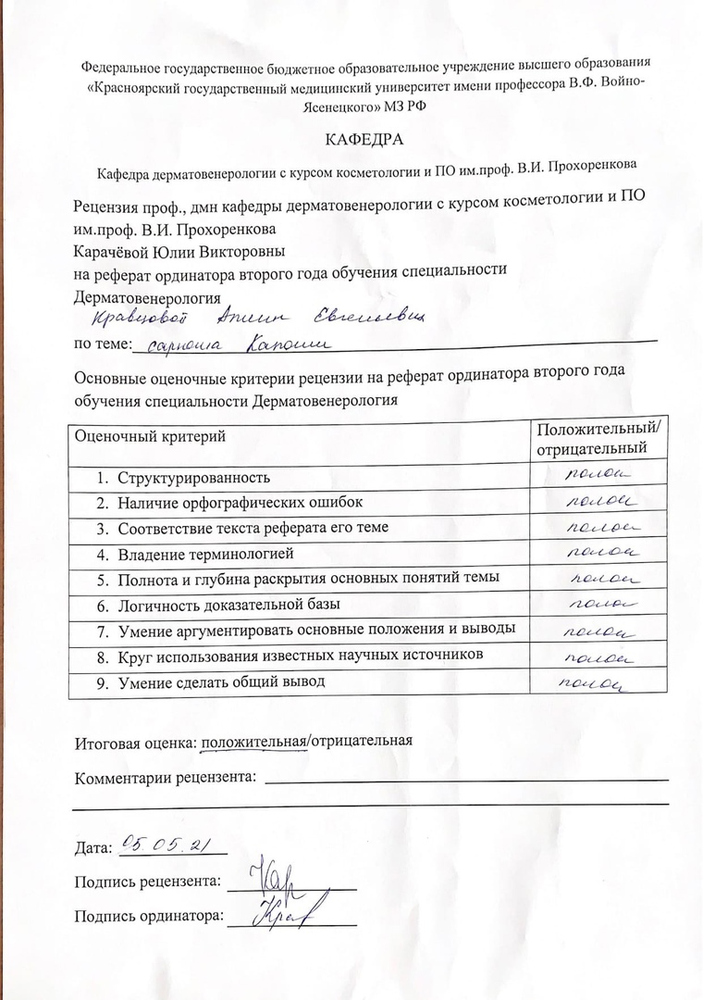 Федеральное государственное бюджетное образовательное учреждение высшего образования
«Красноярский государственный медицинский университет имени профессора В.Ф. Войно-
Ясенецкого» МЗ РФ
КАФЕДРА
Кафедра дерматовенерологии с курсом косметологии и ПО им.проф. В.И. Прохоренкова
Рецензия проф., дмн кафедры дерматовенерологии с курсом косметологии и ПО
им.проф. В.И. Прохоренкова
Карачёвой Юлии Викторовны
на реферат ординатора второго года обучения специальности
Дерматовенерология
Кравцовой
по теме: саркома Капоши
Основные оценочные критерии рецензии на реферат ординатора второго года
обучения специальности Дерматовенерология
Оценочный критерий Положительный/
отрицательный
1. Структурированность полож
2. Наличие орфографических ошибок полож
3. Соответствие текста реферата его теме полож
4. Владение терминологией полож
5. Полнота и глубина раскрытия основных понятий темы полож
6. Логичность доказательной базы полож
7. Умение аргументировать основные положения и выводы полож
8. Круг использования известных научных источников полож
9. Умение сделать общий вывод полож
Итоговая оценка: положительная/отрицательная
Комментарии рецензента:
Дата: 05.05.21
Подпись рецензента: Кар
Подпись ординатора: Крав